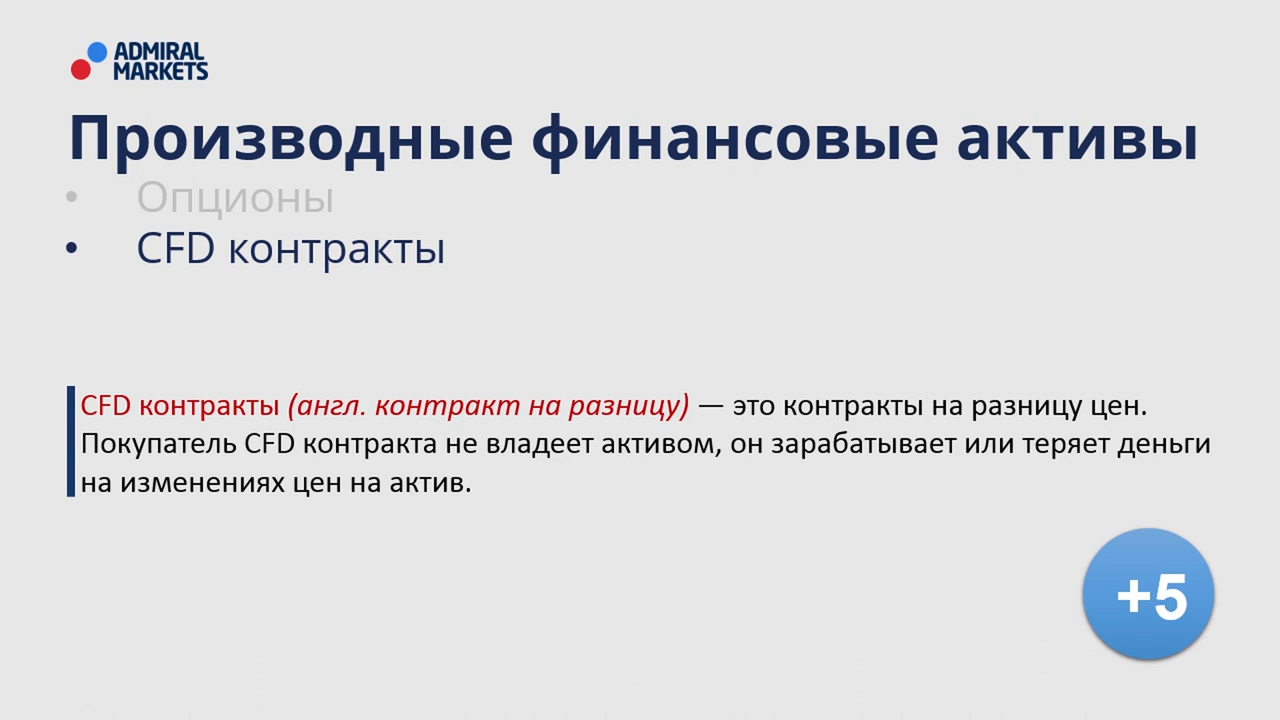 ADMIRAL
MARKETS
Производные финансовые активы
• Опционы
• CFD контракты
CFD контракты (англ. контракт на разницу) — это контракты на разницу цен.
Покупатель CFD контракта не владеет активом, он зарабатывает или теряет деньги
на изменениях цен на актив.
+5